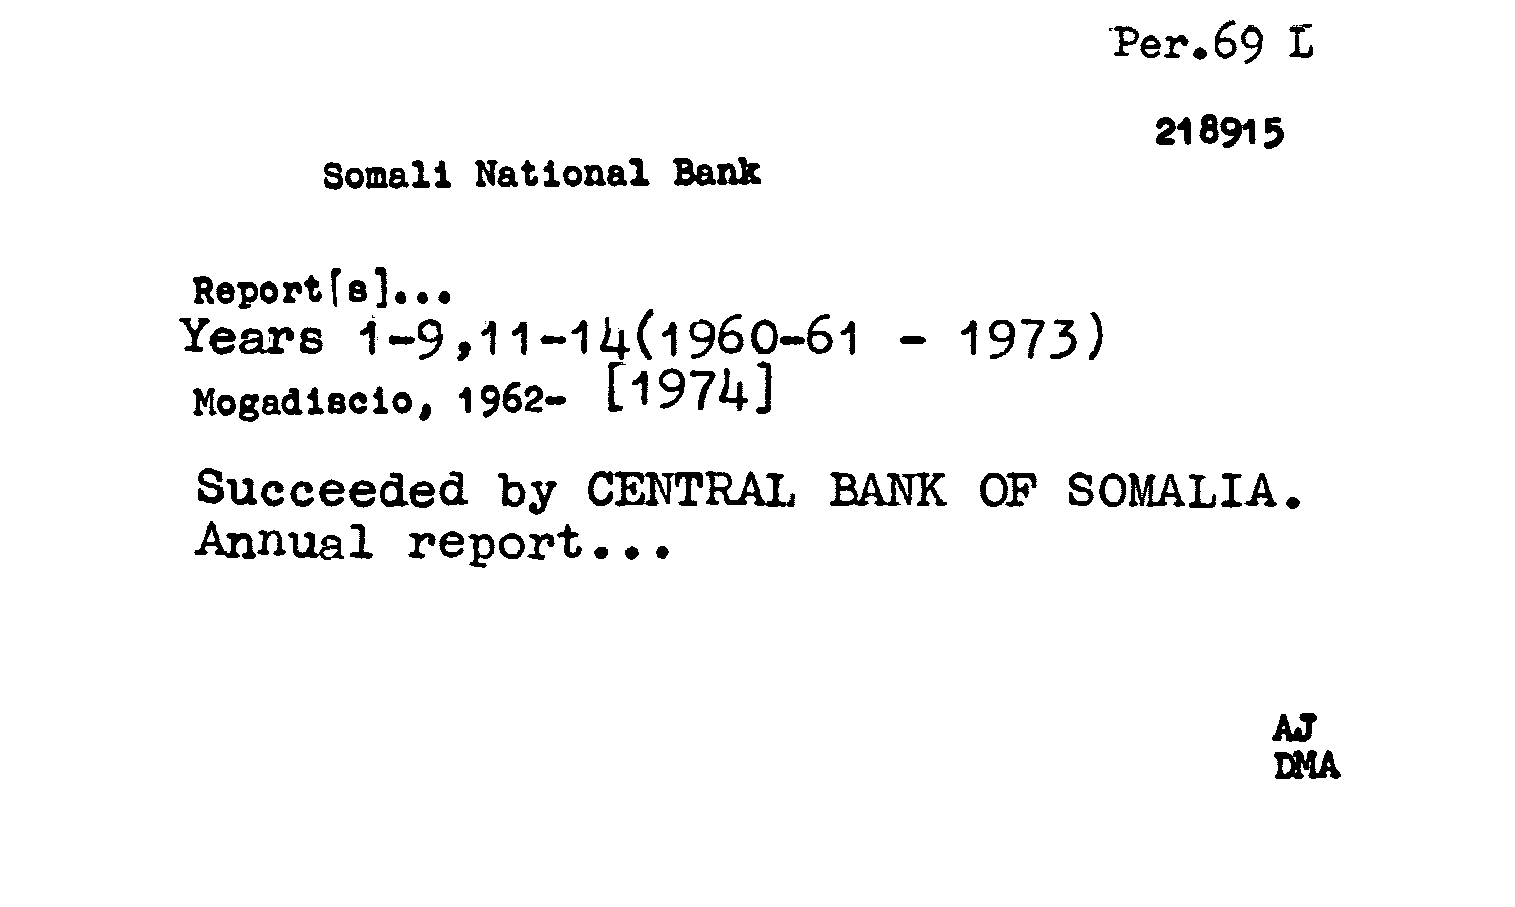 Per.69 L
218915
Somali National Bank
Report[s]...
Years 1-9,11-14(1960-61 - 1973)
Mogadiscio, 1962- [1974]
Succeeded by CENTRAL BANK OF SOMALIA.
Annual report...
AJ
DMA